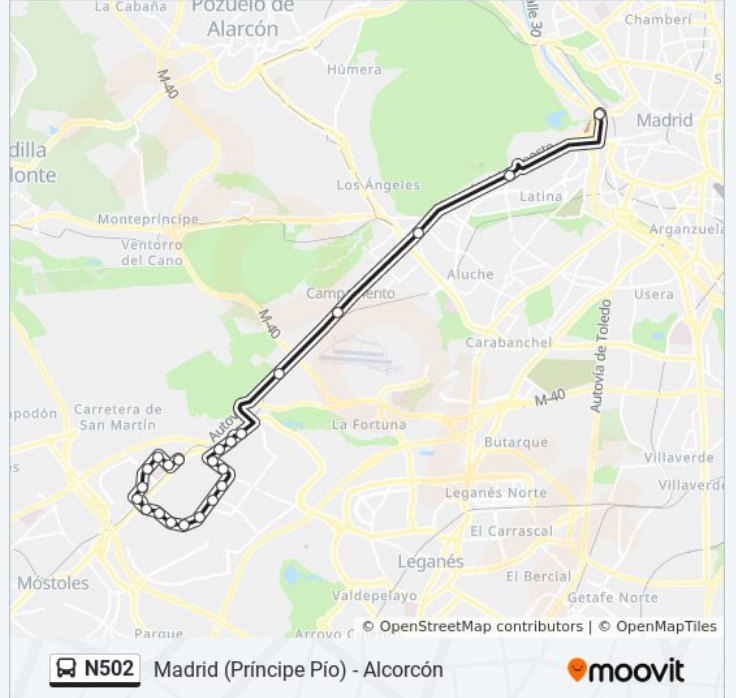 La Cabaña
Pozuelo de
Alarcón
Calle 30
Chamberí
Húmera
M-40
Madrid
dilla
Monte
Los Ángeles
Latina
Montepríncipe
Arganzuela
Ventorro
del Cano
Aluche
Campamento
Usera
M-40
Carabanchel
Autovía de Toledo
M-40
Carretera de
San Martín
La Fortuna
Butarque
Villaverde
Leganés Norte
El Carrascal
Leganés
Móstoles
El Bercial
Valdepelayo
Getafe Norte
© OpenStreetMap contributors | © OpenMapTiles
Parque
N502
Madrid (Príncipe Pío) - Alcorcón
moovit